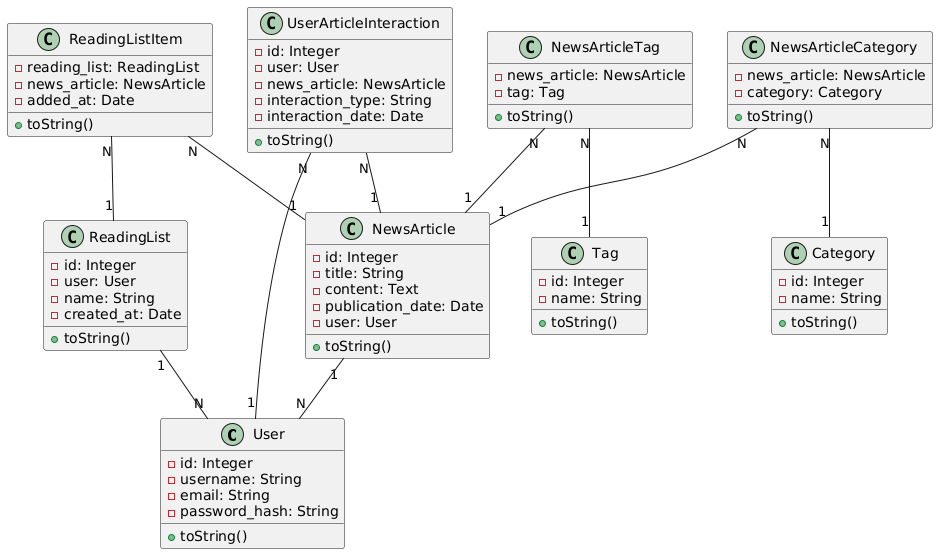 C ReadingListItem
reading_list: ReadingList
news_article: NewsArticle
added_at: Date
toString()
C UserArticleInteraction
id: Integer
user: User
news_article: NewsArticle
interaction_type: String
interaction_date: Date
toString()
C NewsArticleTag
news_article: NewsArticle
tag: Tag
toString()
C NewsArticleCategory
news_article: NewsArticle
category: Category
toString()
N
N
N
N
N
N
N
N
1
1
1
1
1
1
1
C ReadingList
id: Integer
user: User
name: String
created_at: Date
toString()
C NewsArticle
id: Integer
title: String
content: Text
publication_date: Date
user: User
toString()
C Tag
id: Integer
name: String
toString()
C Category
id: Integer
name: String
toString()
1
1
N
1
N
C User
id: Integer
username: String
email: String
password_hash: String
toString()